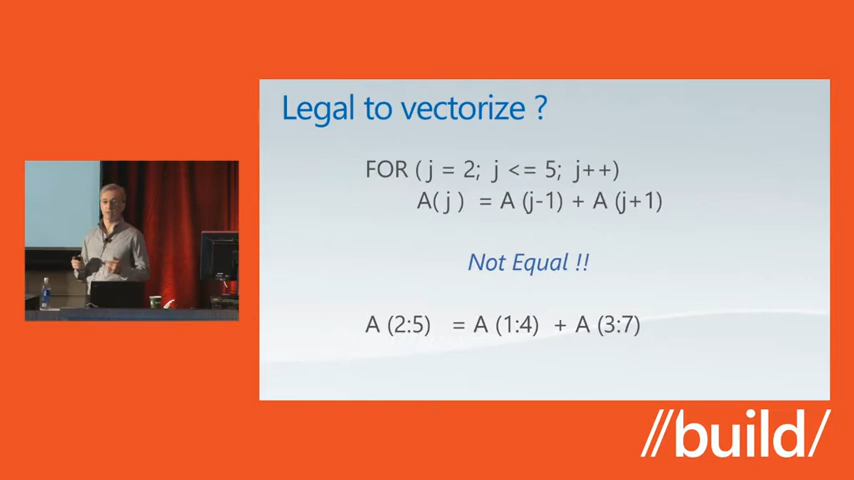 Legal to vectorize ?
FOR ( j = 2; j <= 5; j++)
A( j ) = A (j-1) + A (j+1)
Not Equal !!
A (2:5) = A (1:4) + A (3:7)
//build/